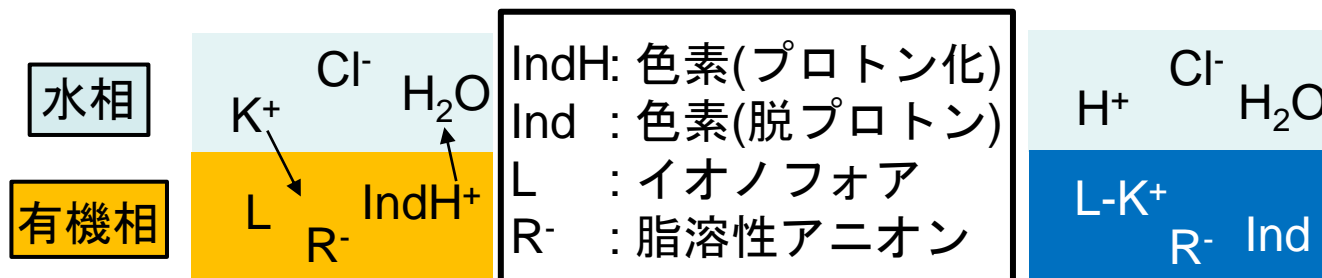 水相
有機相
Cl⁻
K⁺
H₂O
L
R⁻
IndH⁺
IndH: 色素(プロトン化)
Ind : 色素(脱プロトン)
L : イオノフォア
R⁻ : 脂溶性アニオン
Cl⁻
H⁺
H₂O
L-K⁺
R⁻
Ind